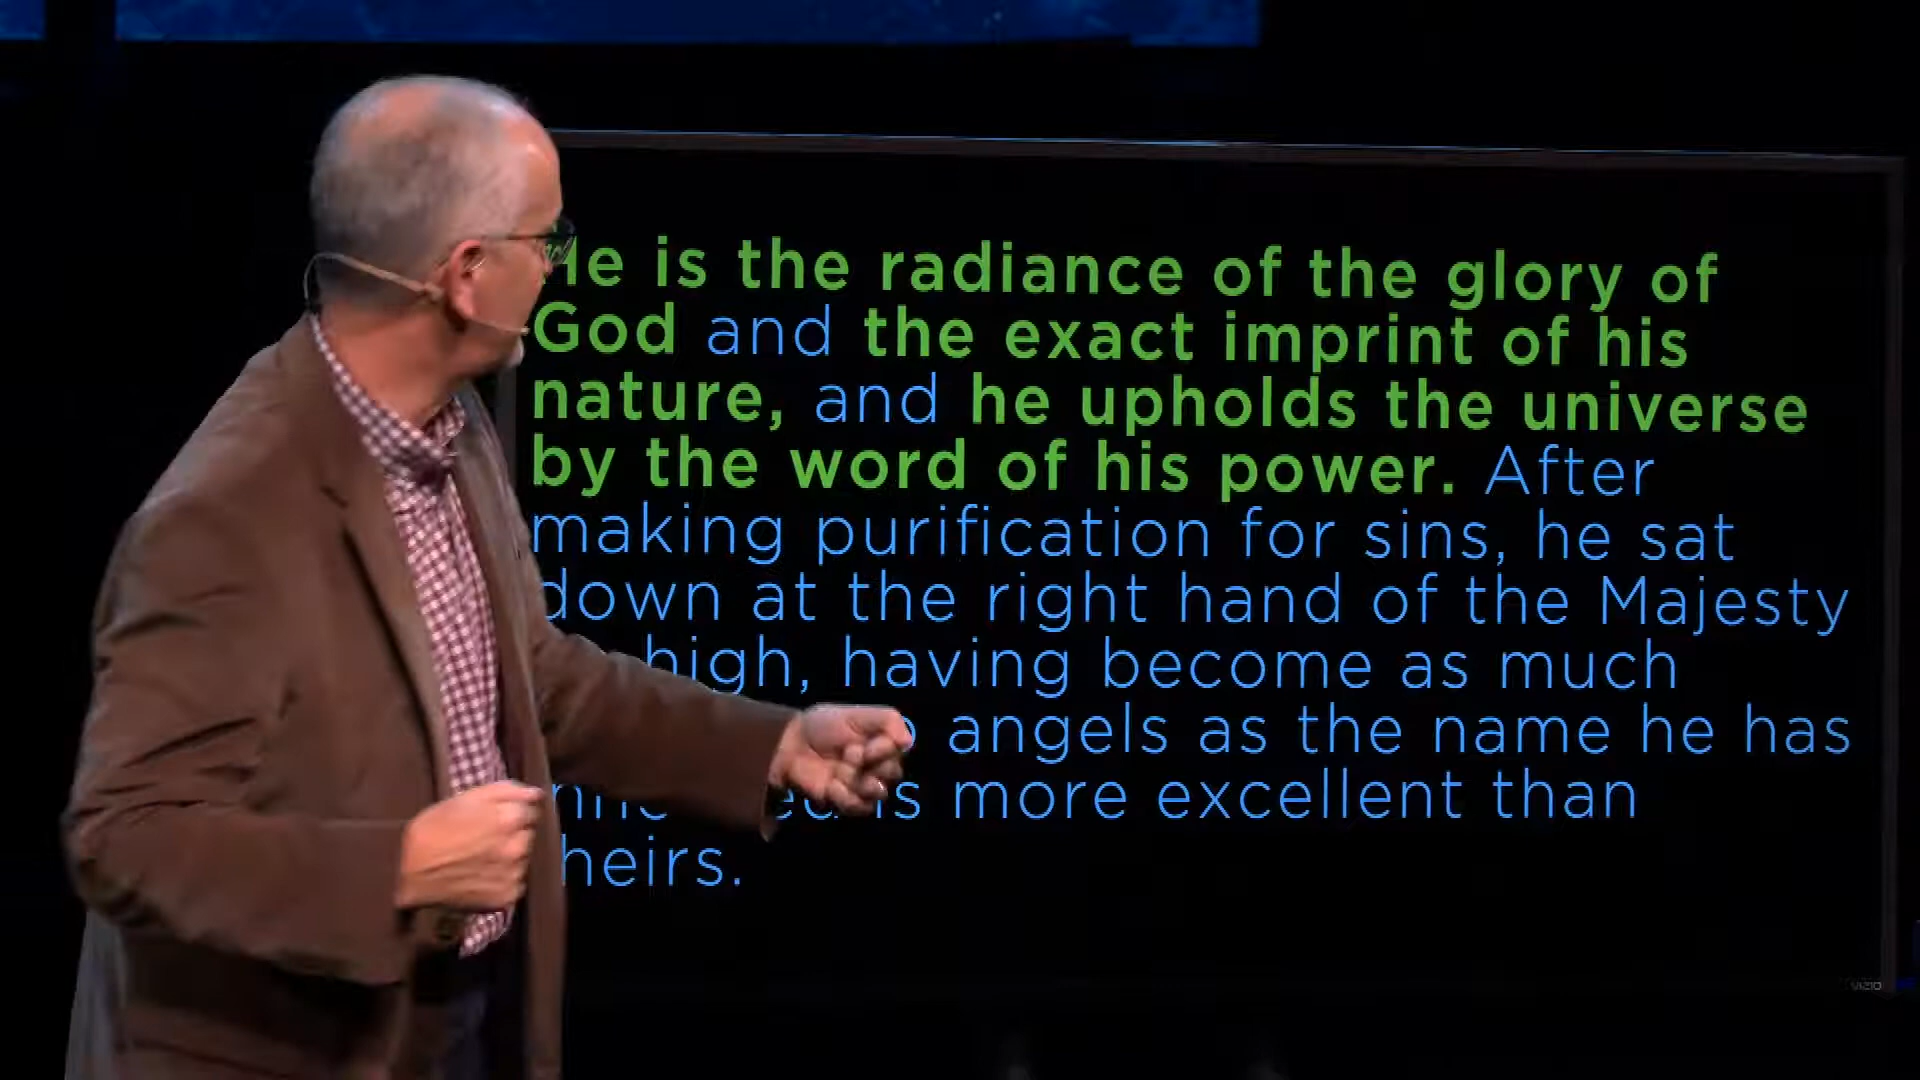 He is the radiance of the glory of
God and the exact imprint of his
nature, and he upholds the universe
by the word of his power. After
making purification for sins, he sat
down at the right hand of the Majesty
high, having become as much
angels as the name he has
is more excellent than
theirs.
VIZIO